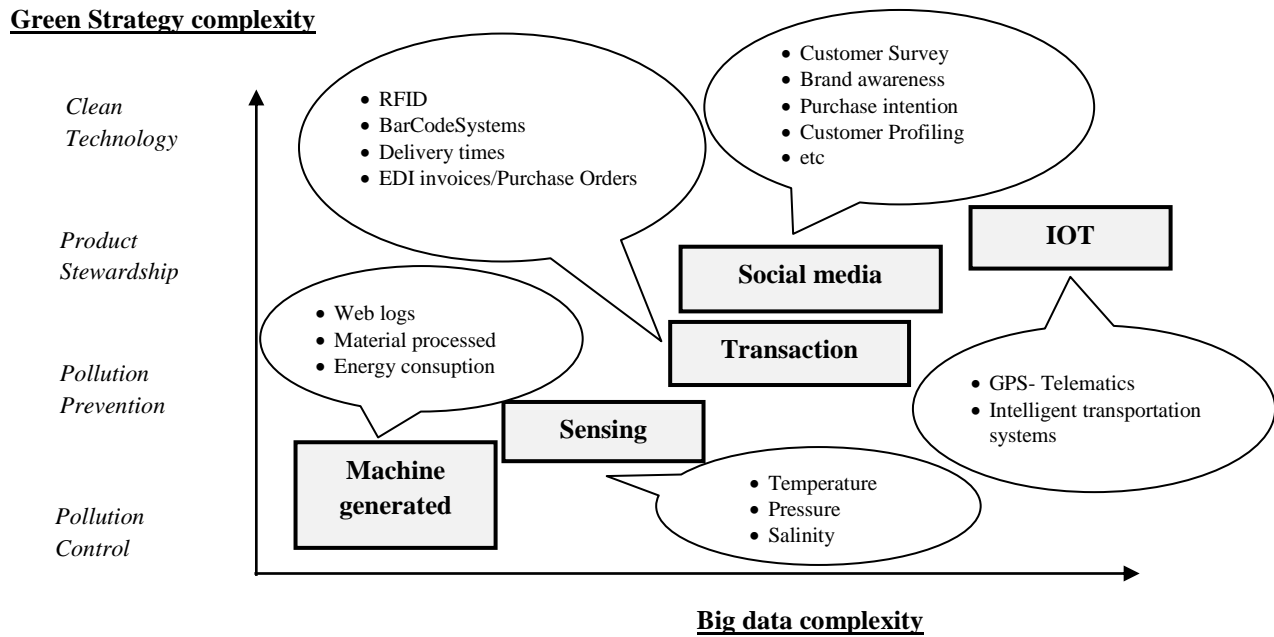 Green Strategy complexity
Clean
Technology
Product
Stewardship
Pollution
Prevention
Pollution
Control
• RFID
• BarCodeSystems
• Delivery times
• EDI invoices/Purchase Orders
• Customer Survey
• Brand awareness
• Purchase intention
• Customer Profiling
• etc
IOT
Social media
Transaction
• Web logs
• Material processed
• Energy consuption
• GPS- Telematics
• Intelligent transportation
systems
Sensing
Machine
generated
• Temperature
• Pressure
• Salinity
Big data complexity